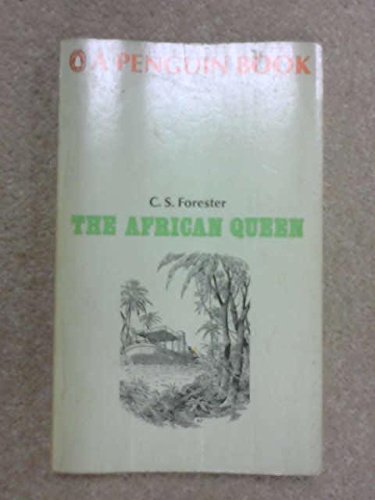 A PENGUIN BOOK
C. S. Forester
THE AFRICAN QUEEN